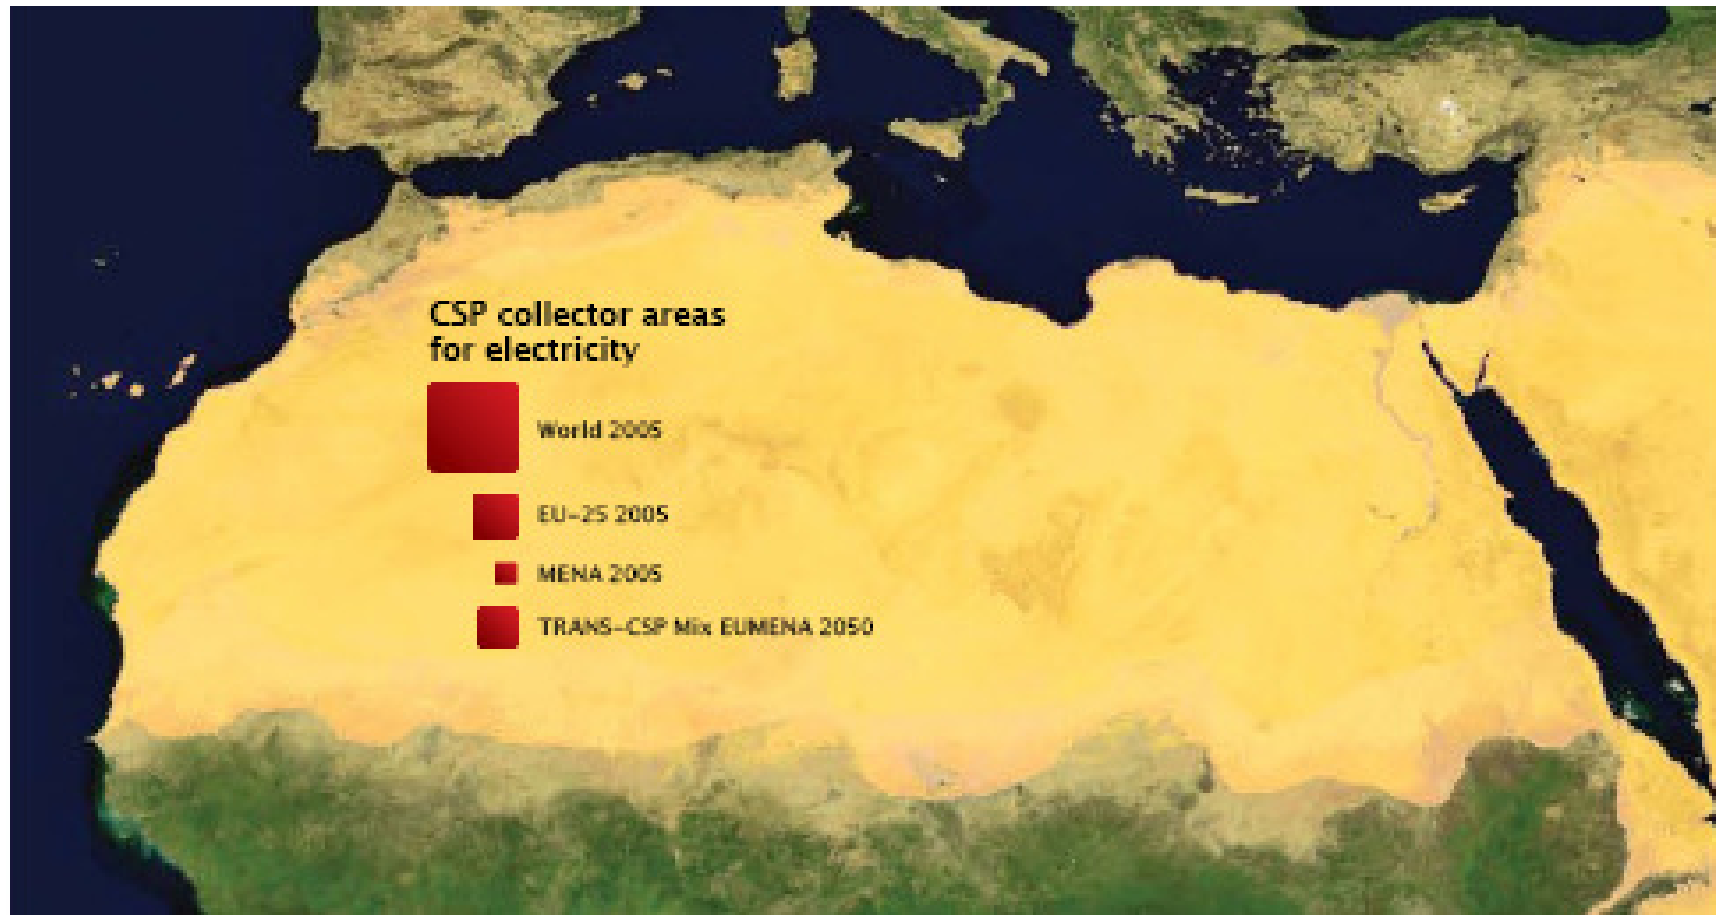 CSP collector areas
for electricity
World 2005
EU-25 2005
MENA 2005
TRANS-CSP Mix EUMENA 2050